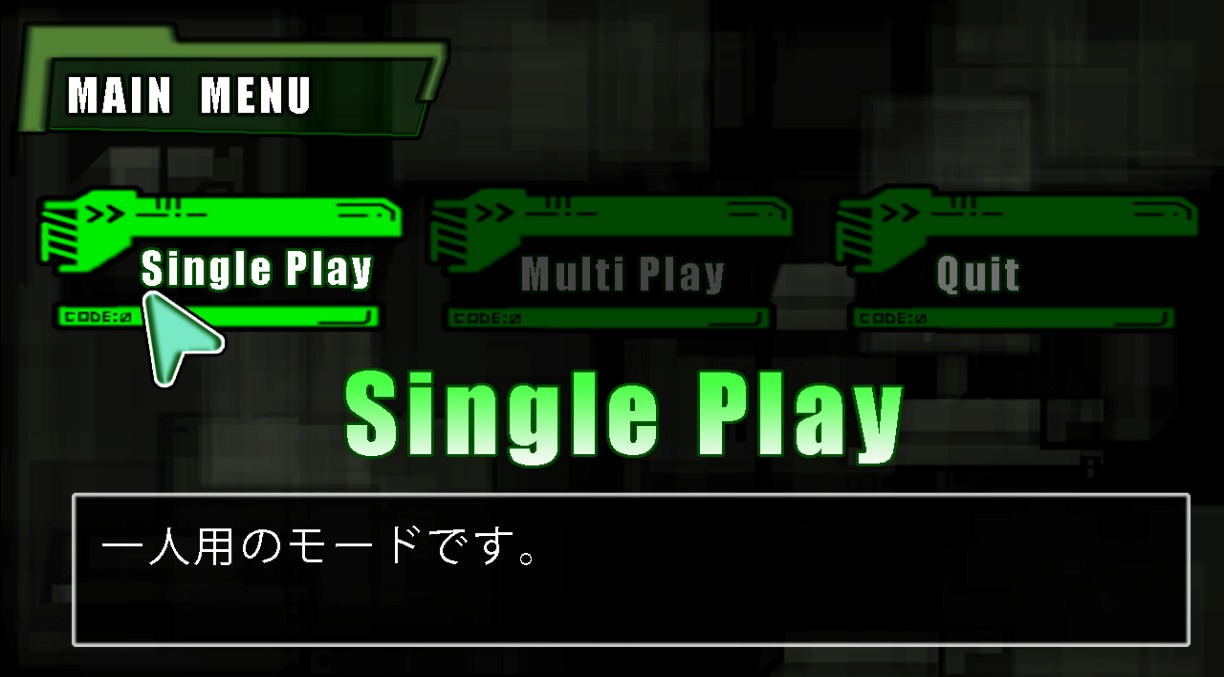 MAIN MENU
Single Play
Multi Play
Quit
CODE:0
CODE:0
CODE:0
Single Play
一人用のモードです。